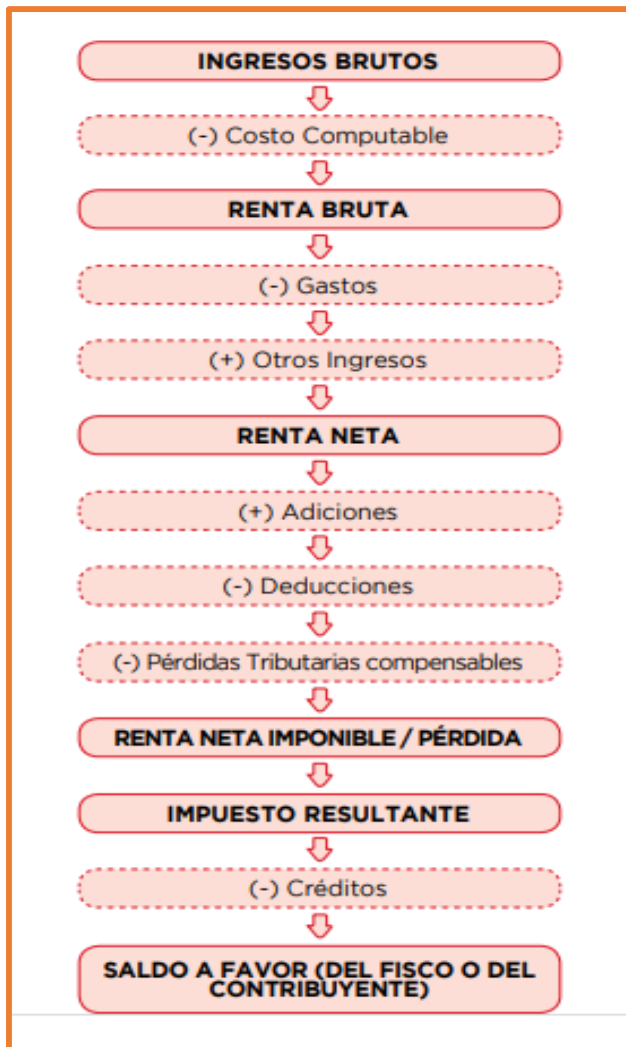 INGRESOS BRUTOS
(-) Costo Computable
RENTA BRUTA
(-) Gastos
(+) Otros Ingresos
RENTA NETA
(+) Adiciones
(-) Deducciones
(-) Pérdidas Tributarias compensables
RENTA NETA IMPONIBLE / PÉRDIDA
IMPUESTO RESULTANTE
(-) Créditos
SALDO A FAVOR (DEL FISCO O DEL
CONTRIBUYENTE)